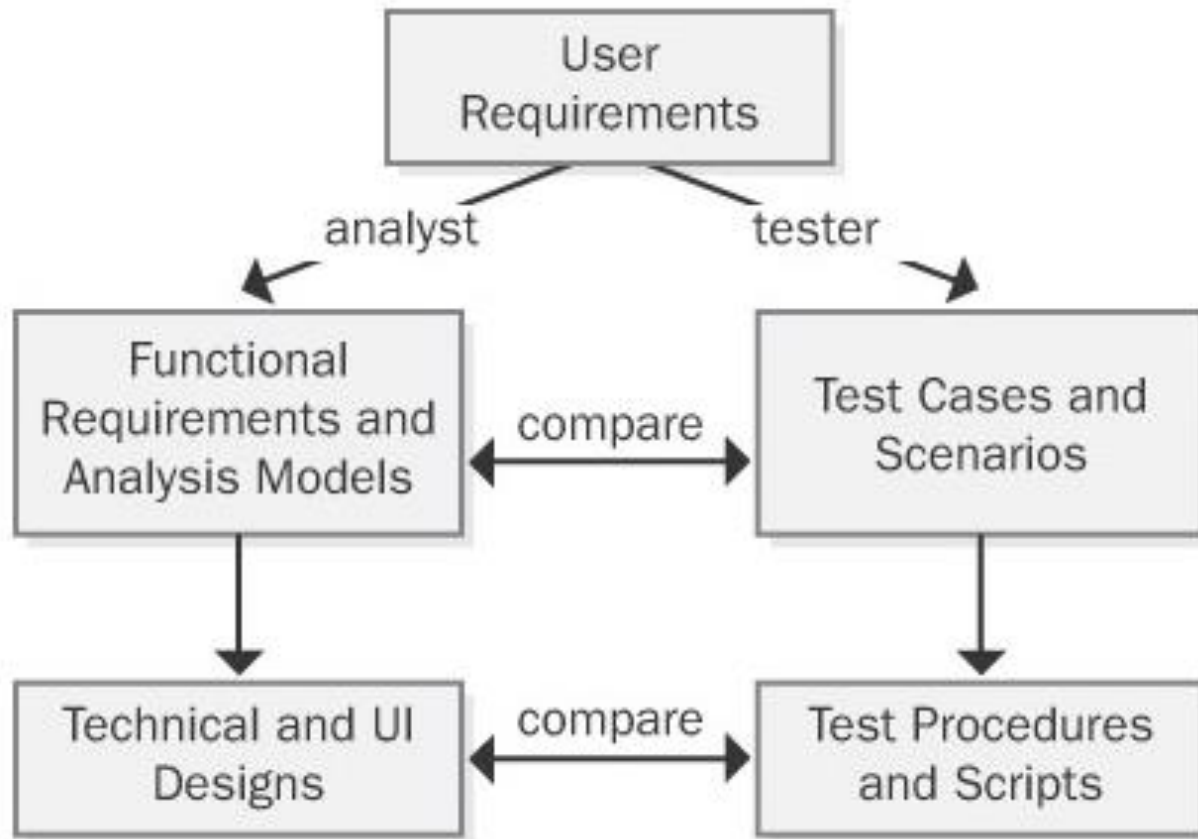 User
Requirements
analyst
tester
Functional
Requirements and
Analysis Models
compare
Test Cases and
Scenarios
Technical and UI
Designs
compare
Test Procedures
and Scripts